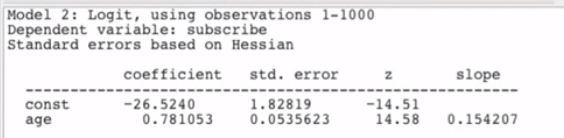 Model 2: Logit, using observations 1-1000
Dependent variable: subscribe
Standard errors based on Hessian
coefficient std. error z slope
---------------------------------------------------------
const -26.5240 1.82819 -14.51
age 0.781053 0.0535623 14.58 0.154207